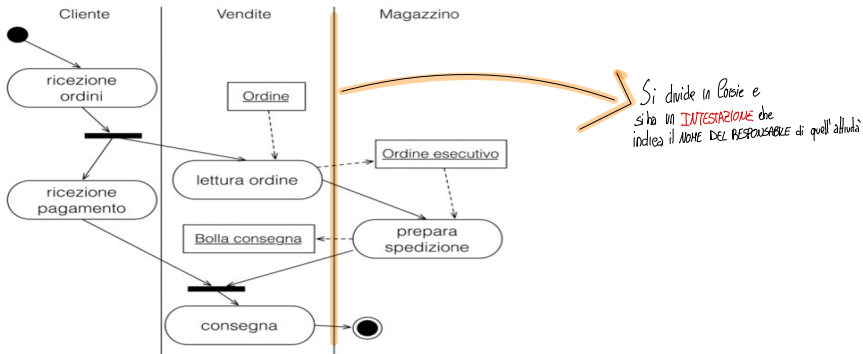 Cliente Vendite Magazzino
ricezione
ordini
Ordine
Ordine esecutivo
lettura ordine
ricezione
pagamento
Bolla consegna
prepara
spedizione
consegna
Si divide in Corsie e
si ha un INTESTAZIONE che
indica il NOME DEL RESPONSABILE di quell'attività